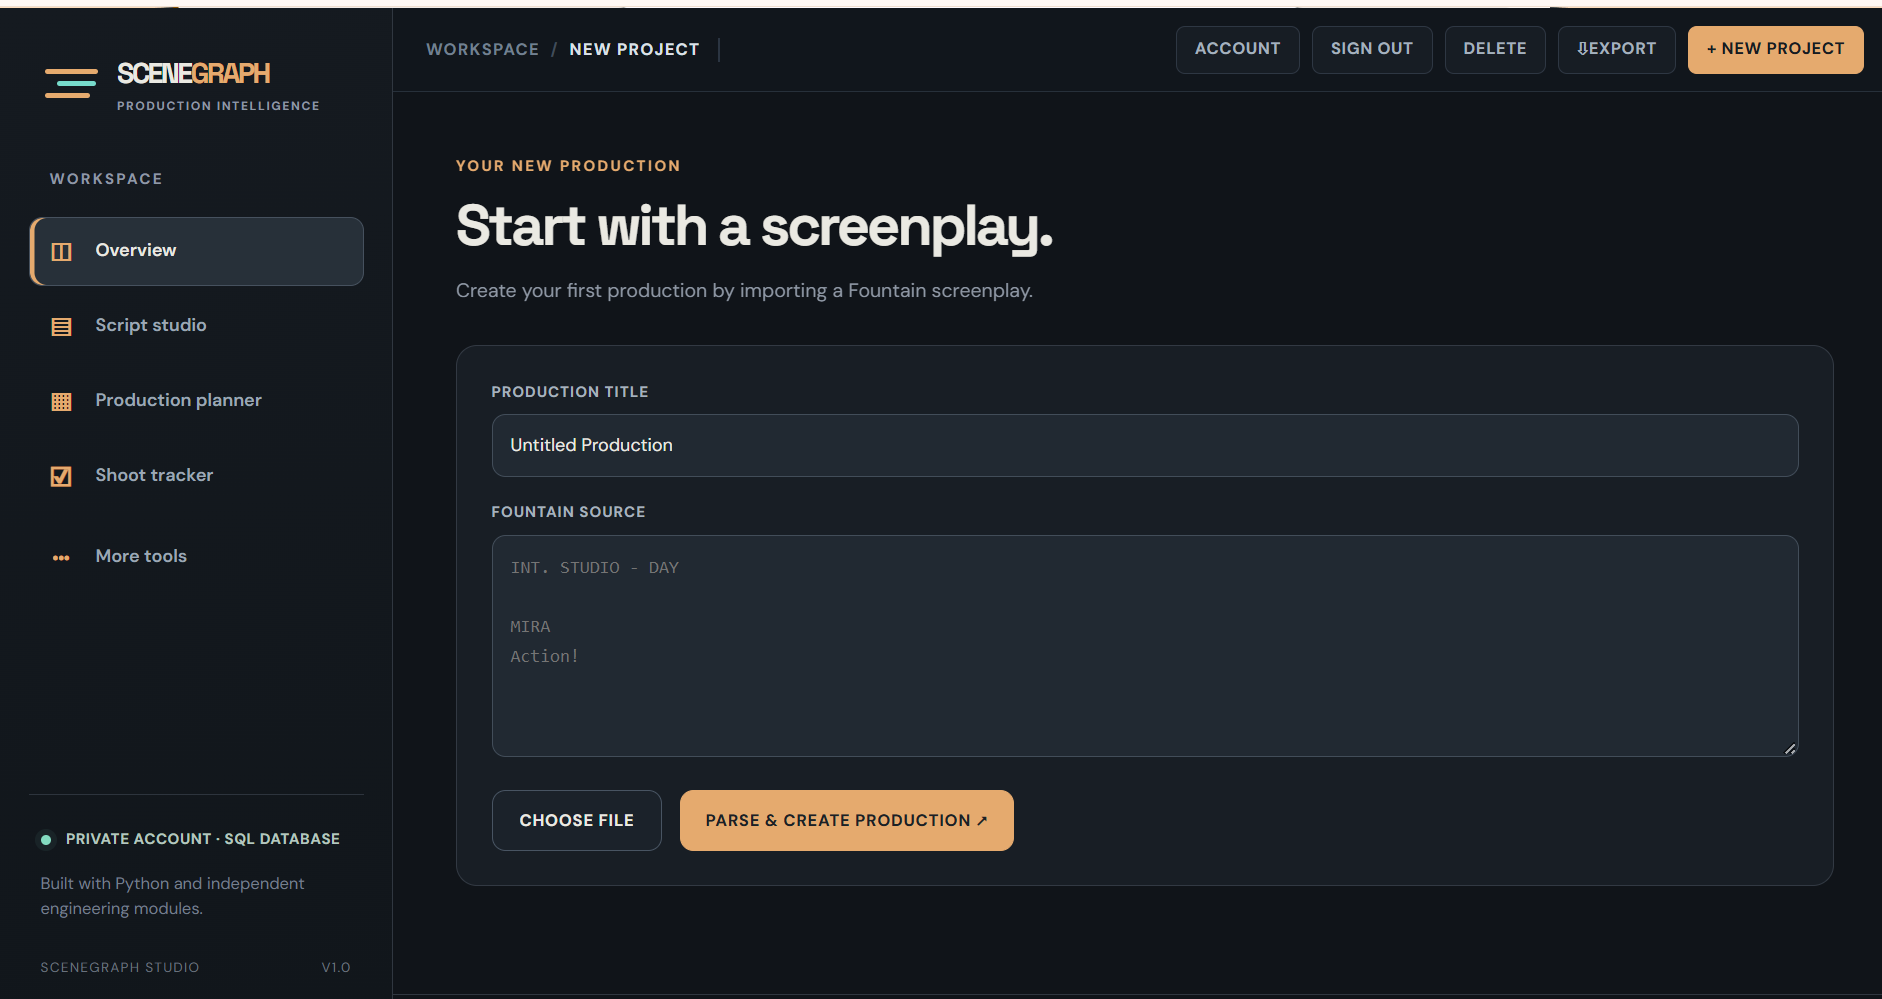 SCENEGRAPH
PRODUCTION INTELLIGENCE
WORKSPACE
Overview
Script studio
Production planner
Shoot tracker
More tools
PRIVATE ACCOUNT · SQL DATABASE
Built with Python and independent
engineering modules.
SCENEGRAPH STUDIO V1.0
WORKSPACE / NEW PROJECT
ACCOUNT
SIGN OUT
DELETE
⇩EXPORT
+ NEW PROJECT
YOUR NEW PRODUCTION
Start with a screenplay.
Create your first production by importing a Fountain screenplay.
PRODUCTION TITLE
Untitled Production
FOUNTAIN SOURCE
INT. STUDIO - DAY
MIRA
Action!
CHOOSE FILE
PARSE & CREATE PRODUCTION ↗